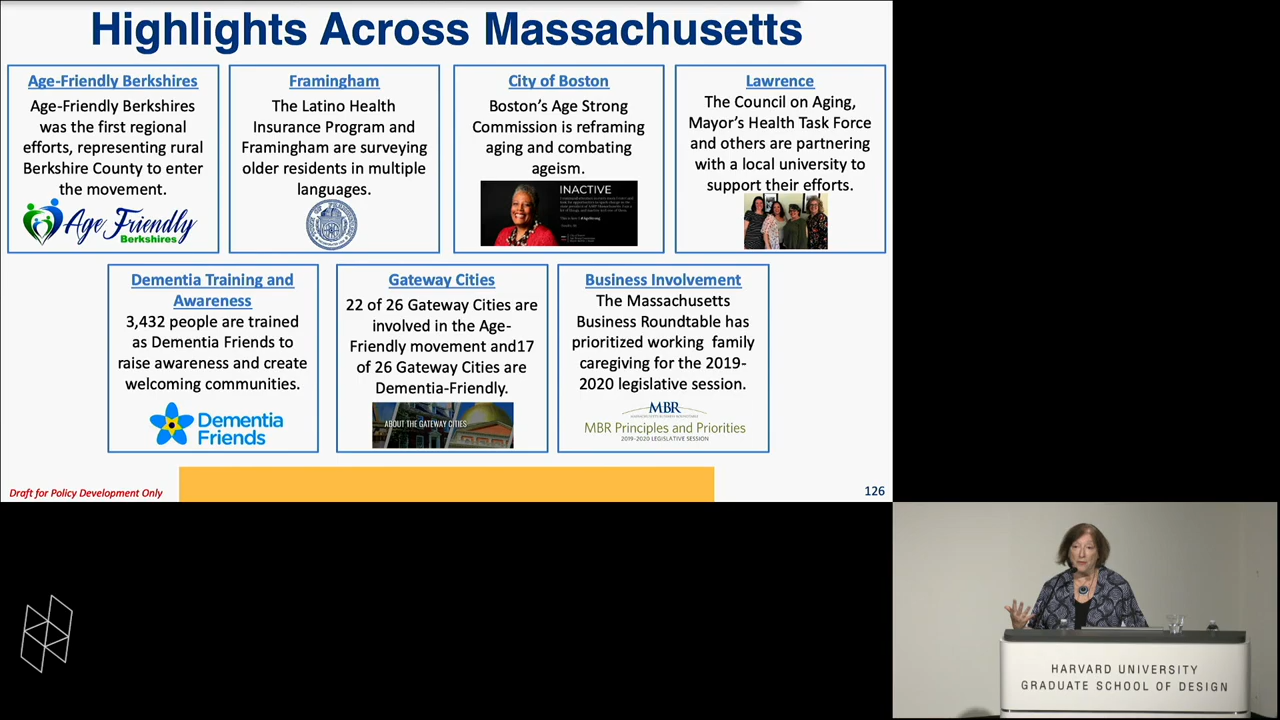 Highlights Across Massachusetts
Age-Friendly Berkshires
Age-Friendly Berkshires
was the first regional
efforts, representing rural
Berkshire County to enter
the movement.
Age Friendly
Berkshires
Framingham
The Latino Health
Insurance Program and
Framingham are surveying
older residents in multiple
languages.
City of Boston
Boston's Age Strong
Commission is reframing
aging and combating
ageism.
INACTIVE
Lawrence
The Council on Aging,
Mayor's Health Task Force
and others are partnering
with a local university to
support their efforts.
Dementia Training and
Awareness
3,432 people are trained
as Dementia Friends to
raise awareness and create
welcoming communities.
Dementia
Friends
Gateway Cities
22 of 26 Gateway Cities are
involved in the Age-
Friendly movement and17
of 26 Gateway Cities are
Dementia-Friendly.
ABOUT THE GATEWAY CITIES
Business Involvement
The Massachusetts
Business Roundtable has
prioritized working family
caregiving for the 2019-
2020 legislative session.
MBR
MASSACHUSETTS BUSINESS ROUNDTABLE
MBR Principles and Priorities
2019-2020 LEGISLATIVE SESSION
Draft for Policy Development Only
126
HARVARD UNIVERSITY
GRADUATE SCHOOL OF DESIGN